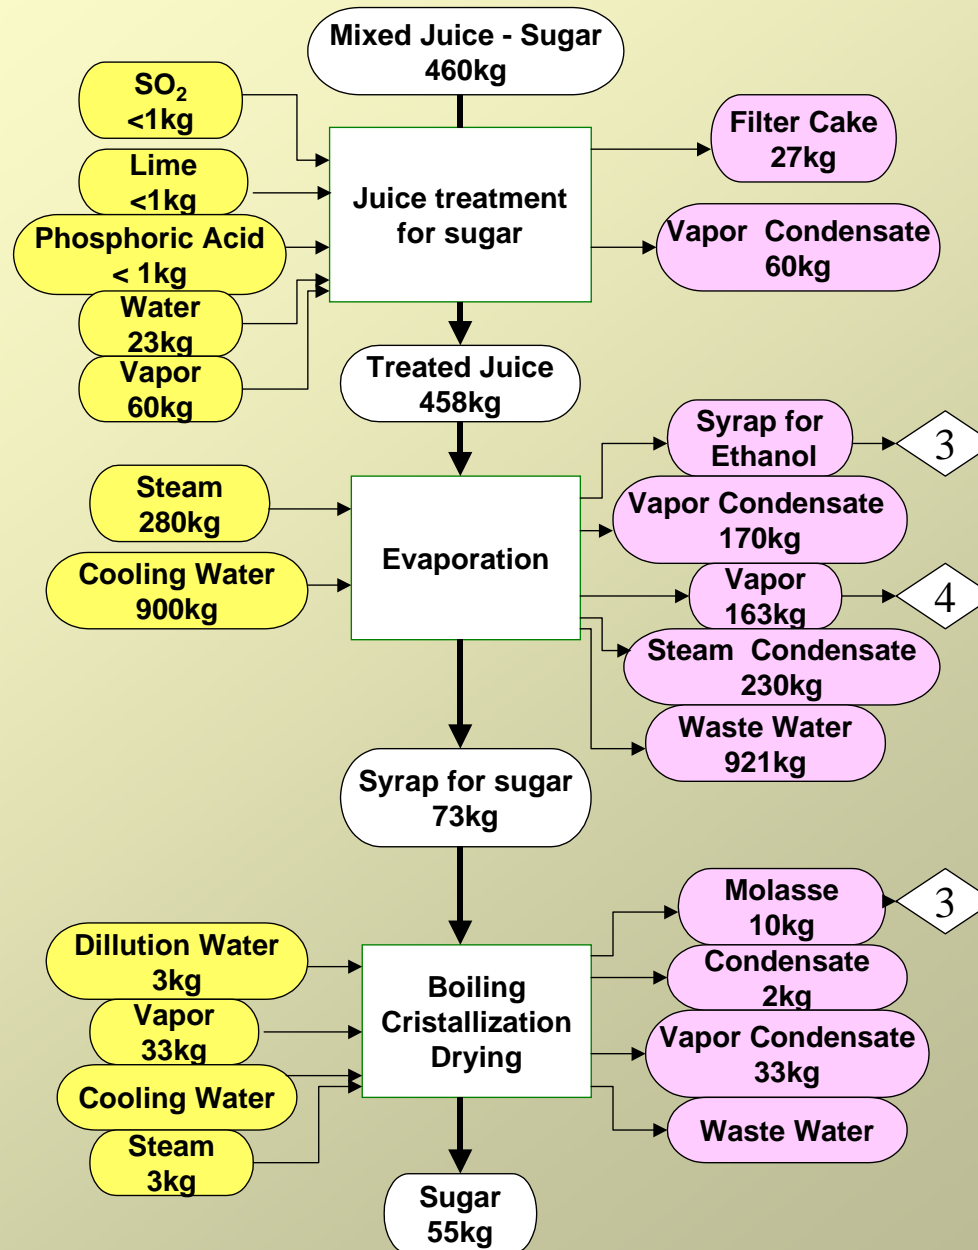 Mixed Juice - Sugar
460kg
SO₂
<1kg
Lime
<1kg
Phosphoric Acid
< 1kg
Water
23kg
Vapor
60kg
Juice treatment
for sugar
Filter Cake
27kg
Vapor Condensate
60kg
Treated Juice
458kg
Steam
280kg
Cooling Water
900kg
Evaporation
Syrap for
Ethanol
3
Vapor Condensate
170kg
Vapor
163kg
4
Steam Condensate
230kg
Waste Water
921kg
Syrap for sugar
73kg
Dillution Water
3kg
Vapor
33kg
Cooling Water
Steam
3kg
Boiling
Cristallization
Drying
Molasse
10kg
3
Condensate
2kg
Vapor Condensate
33kg
Waste Water
Sugar
55kg